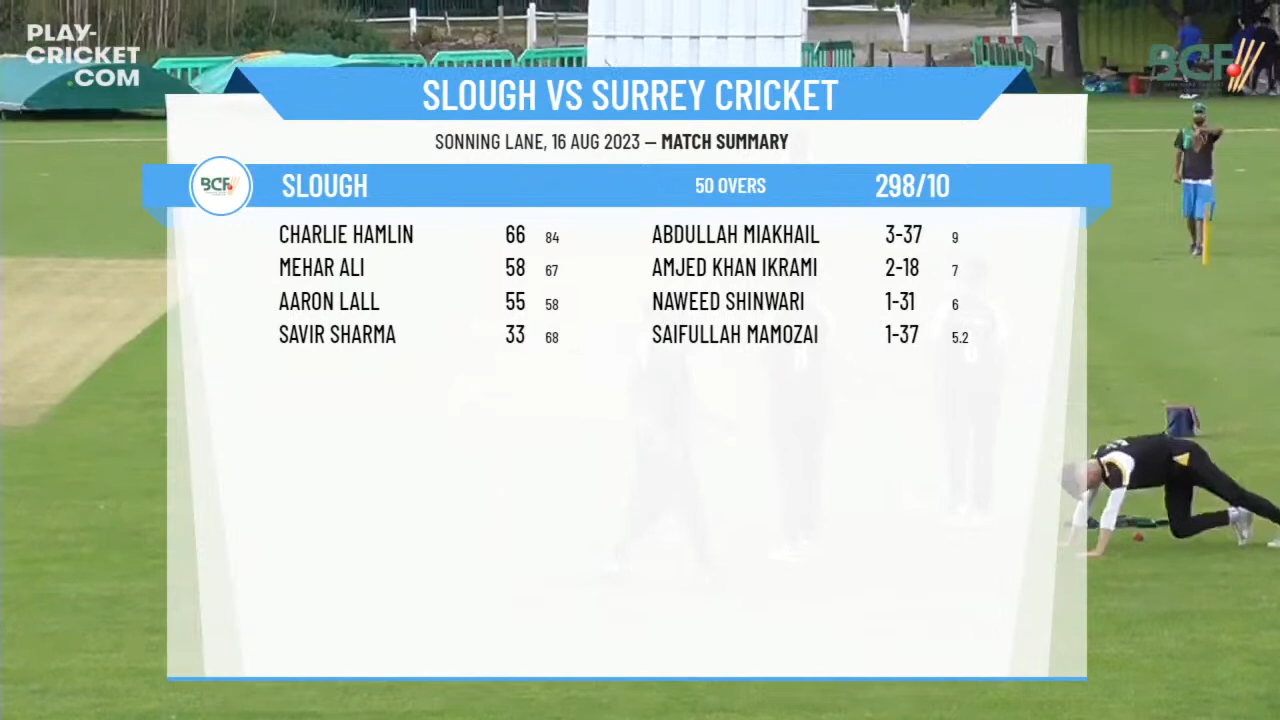 PLAY-
CRICKET
.COM
BCF
SLOUGH VS SURREY CRICKET
SONNING LANE, 16 AUG 2023 – MATCH SUMMARY
BCF SLOUGH 50 OVERS 298/10
CHARLIE HAMLIN 66 84 ABDULLAH MIAKHAIL 3-37 9
MEHAR ALI 58 67 AMJED KHAN IKRAMI 2-18 7
AARON LALL 55 58 NAWEED SHINWARI 1-31 6
SAVIR SHARMA 33 68 SAIFULLAH MAMOZAI 1-37 5.2